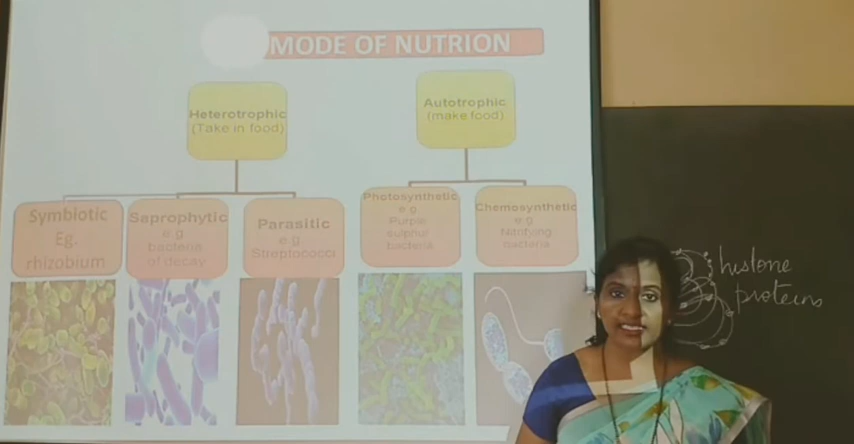 MODE OF NUTRION
Heterotrophic
(Take in food)
Autotrophic
(make food)
Symbiotic
Eg.
rhizobium
Saprophytic
e g
bacteria
of decay
Parasitic
e.g
Streptococci
Photosynthetic
e g
Purple
sulphur
bacteria
Chemosynthetic
e g
Nitrifying
bacteria
histone
proteins